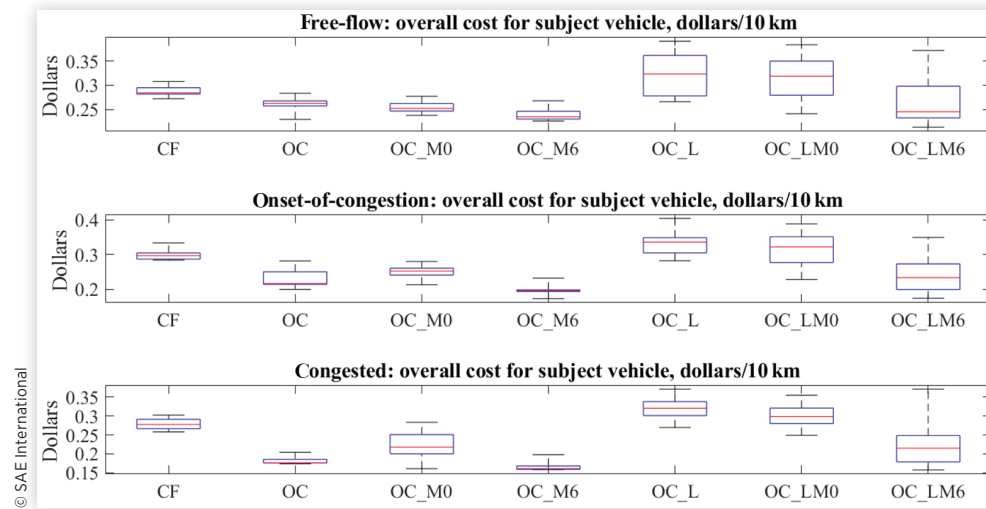 Free-flow: overall cost for subject vehicle, dollars/10 km
Dollars
0.35
0.3
0.25
CF OC OC_M0 OC_M6 OC_L OC_LM0 OC_LM6
Onset-of-congestion: overall cost for subject vehicle, dollars/10 km
Dollars
0.4
0.3
0.2
CF OC OC_M0 OC_M6 OC_L OC_LM0 OC_LM6
Congested: overall cost for subject vehicle, dollars/10 km
Dollars
0.35
0.3
0.25
0.2
0.15
CF OC OC_M0 OC_M6 OC_L OC_LM0 OC_LM6
© SAE International